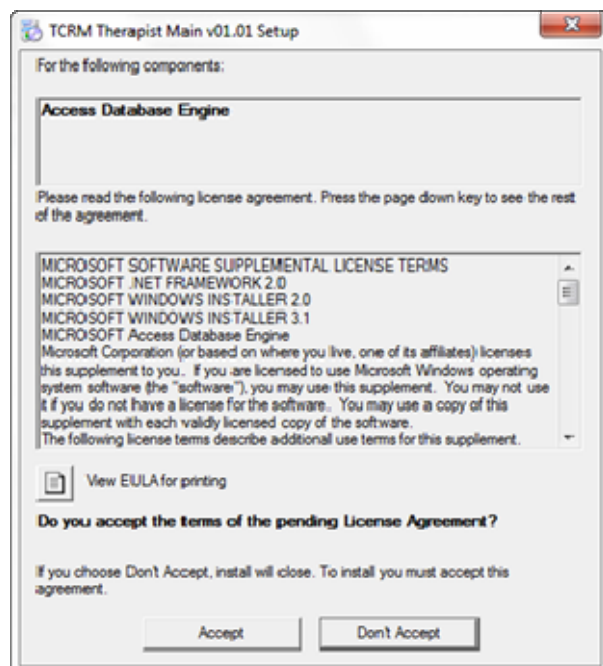 TCRM Therapist Main v01.01 Setup
For the following components:
Access Database Engine
Please read the following license agreement. Press the page down key to see the rest
of the agreement.
MICROSOFT SOFTWARE SUPPLEMENTAL LICENSE TERMS
MICROSOFT .NET FRAMEWORK 2.0
MICROSOFT WINDOWS INSTALLER 2.0
MICROSOFT WINDOWS INSTALLER 3.1
MICROSOFT Access Database Engine
Microsoft Corporation (or based on where you live, one of its affiliates) licenses
this supplement to you. If you are licensed to use Microsoft Windows operating
system software (the "software"), you may use this supplement. You may not use
it if you do not have a license for the software. You may use a copy of this
supplement with each validly licensed copy of the software.
The following license terms describe additional use terms for this supplement.
View EULA for printing
Do you accept the terms of the pending License Agreement?
If you choose Don't Accept, install will close. To install you must accept this
agreement.
Accept
Don't Accept